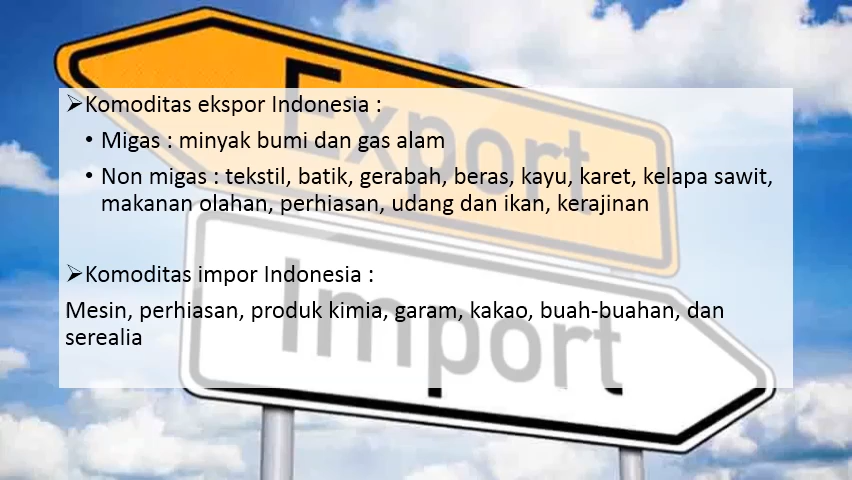 Export
➢Komoditas ekspor Indonesia :
• Migas : minyak bumi dan gas alam
• Non migas : tekstil, batik, gerabah, beras, kayu, karet, kelapa sawit,
makanan olahan, perhiasan, udang dan ikan, kerajinan
Import
➢Komoditas impor Indonesia :
Mesin, perhiasan, produk kimia, garam, kakao, buah-buahan, dan
serealia